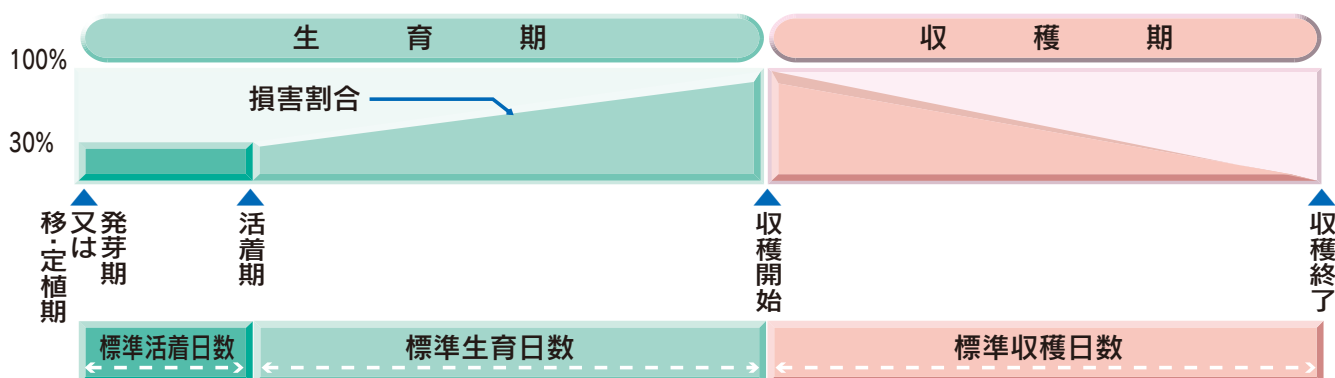 生育期
収穫期
100%
損害割合
30%
発芽期
又は
移・定植期
活着期
収穫開始
収穫終了
標準活着日数
標準生育日数
標準収穫日数